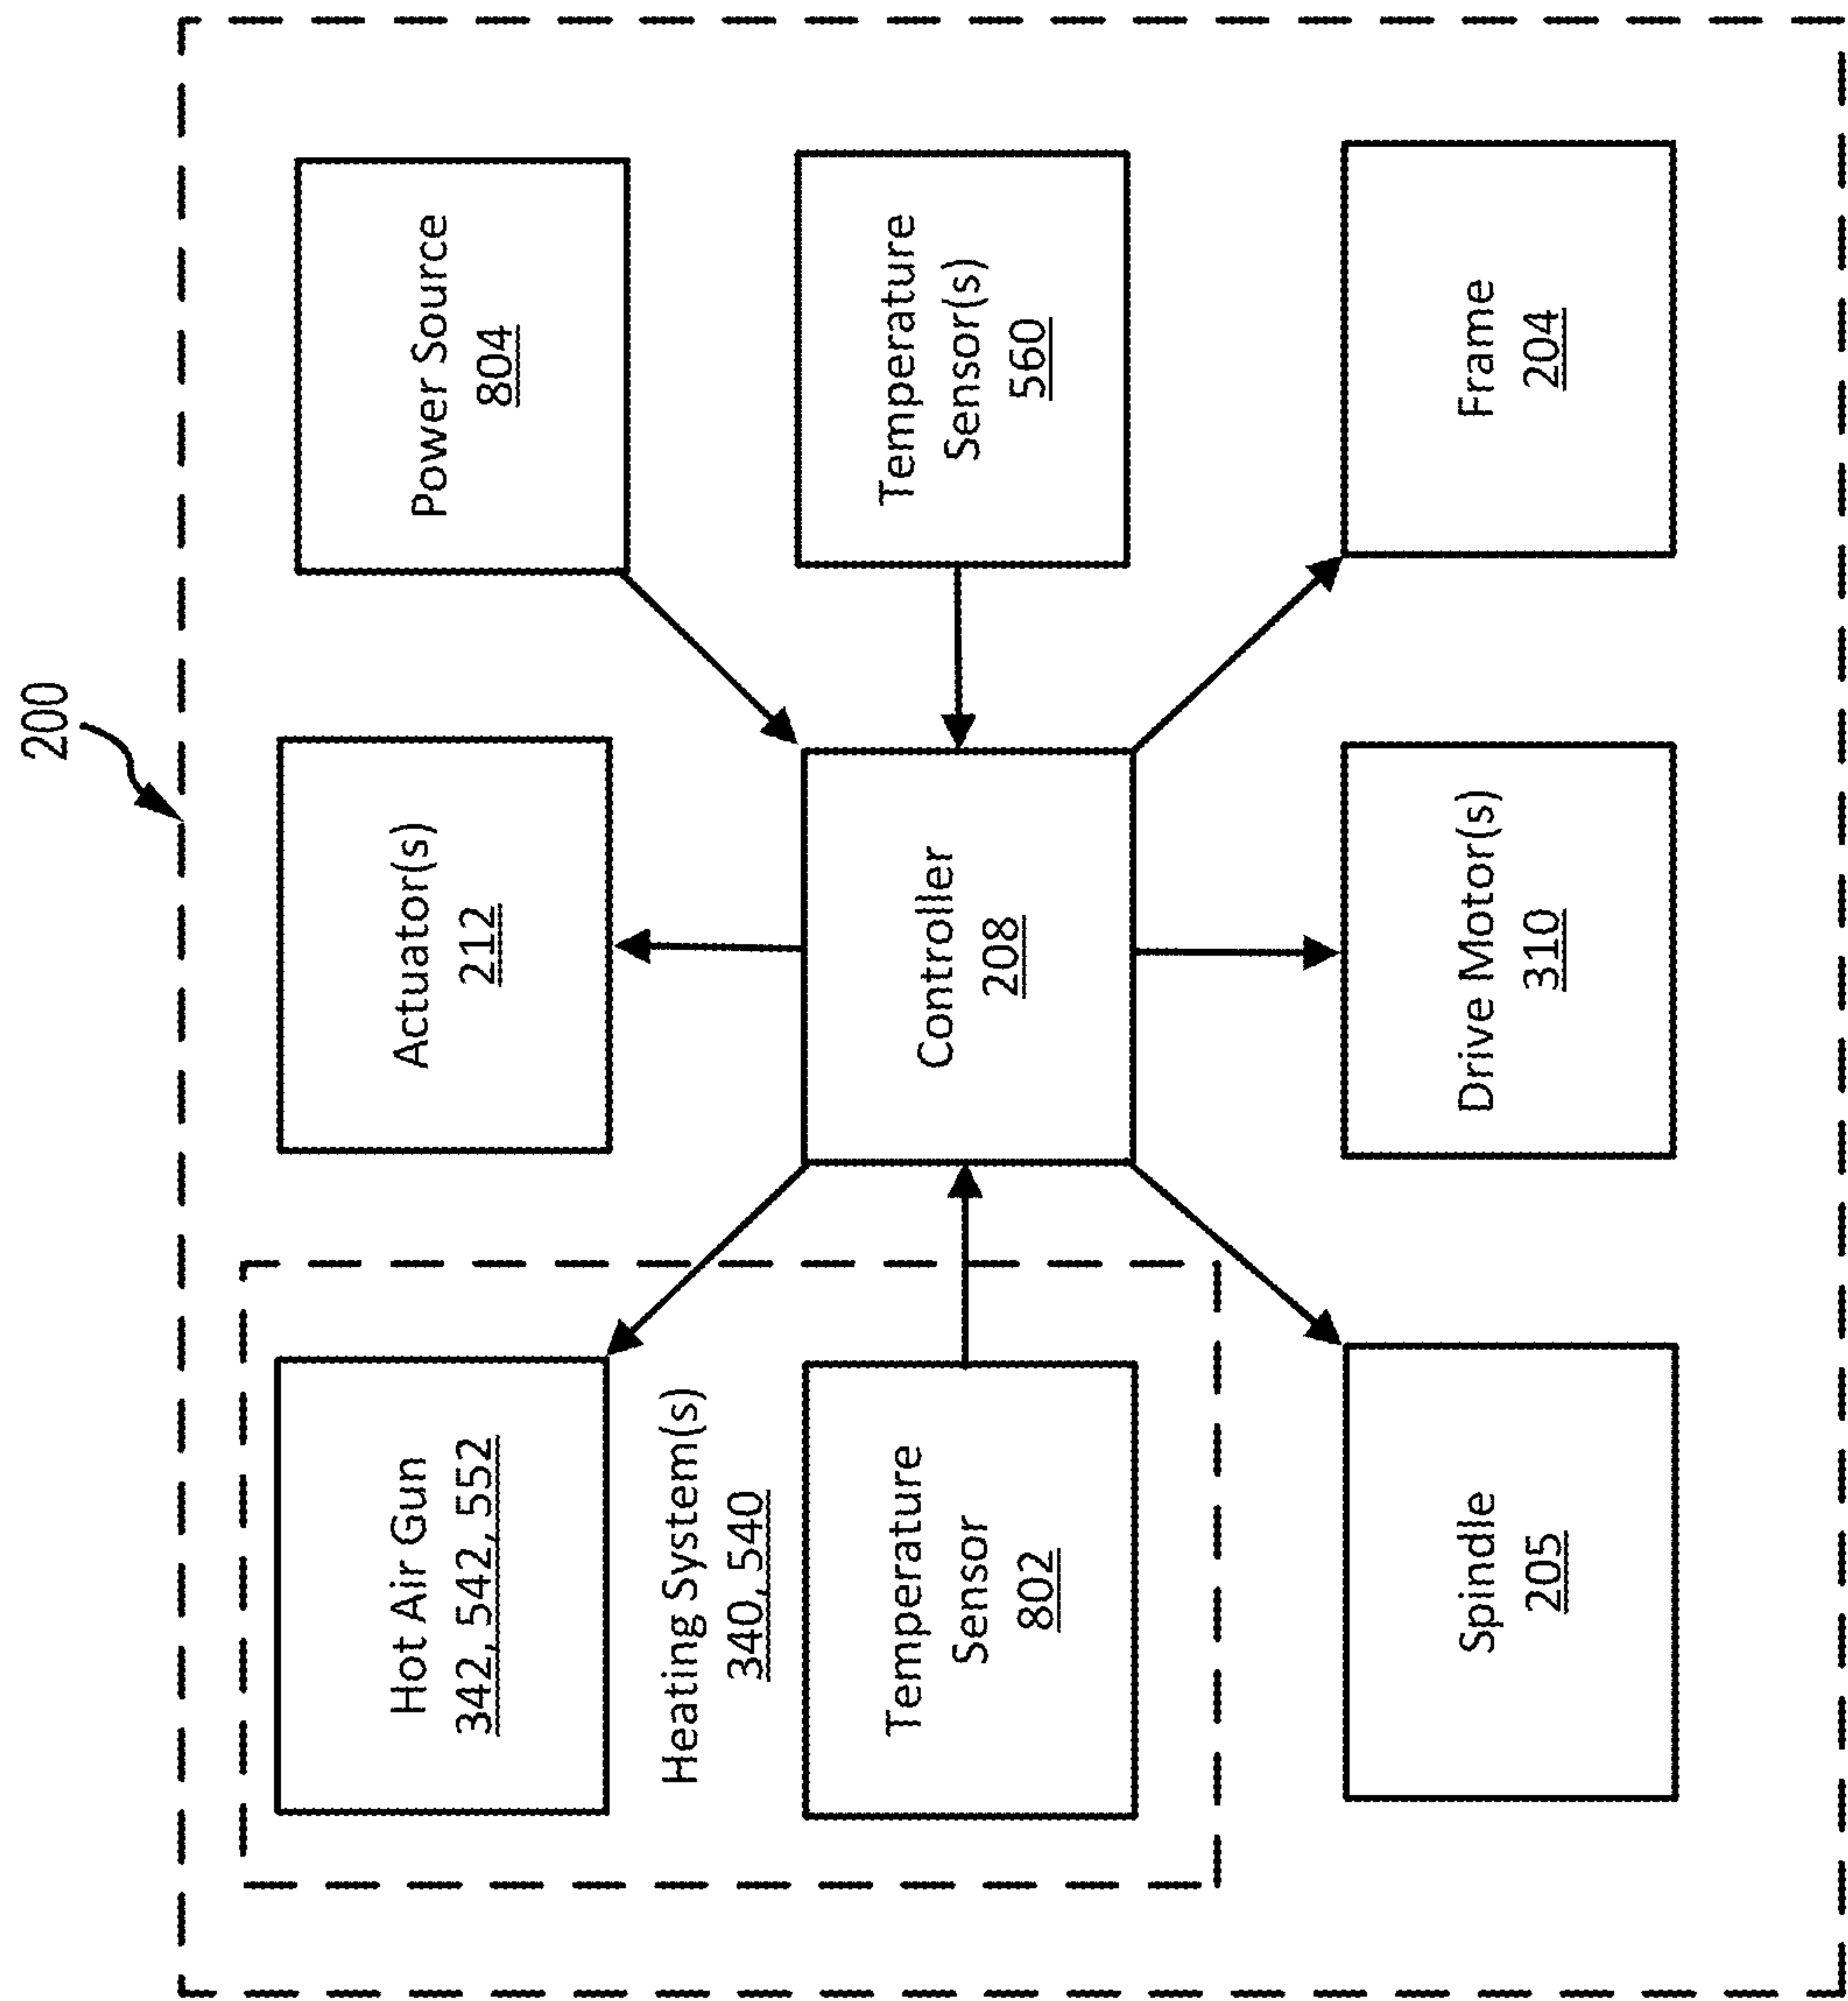 200
Hot Air Gun
342, 542, 552
Actuator(s)
212
Power Source
804
Heating System(s)
340, 540
Temperature
Sensor
802
Controller
208
Temperature
Sensor(s)
560
Spindle
205
Drive Motor(s)
310
Frame
204